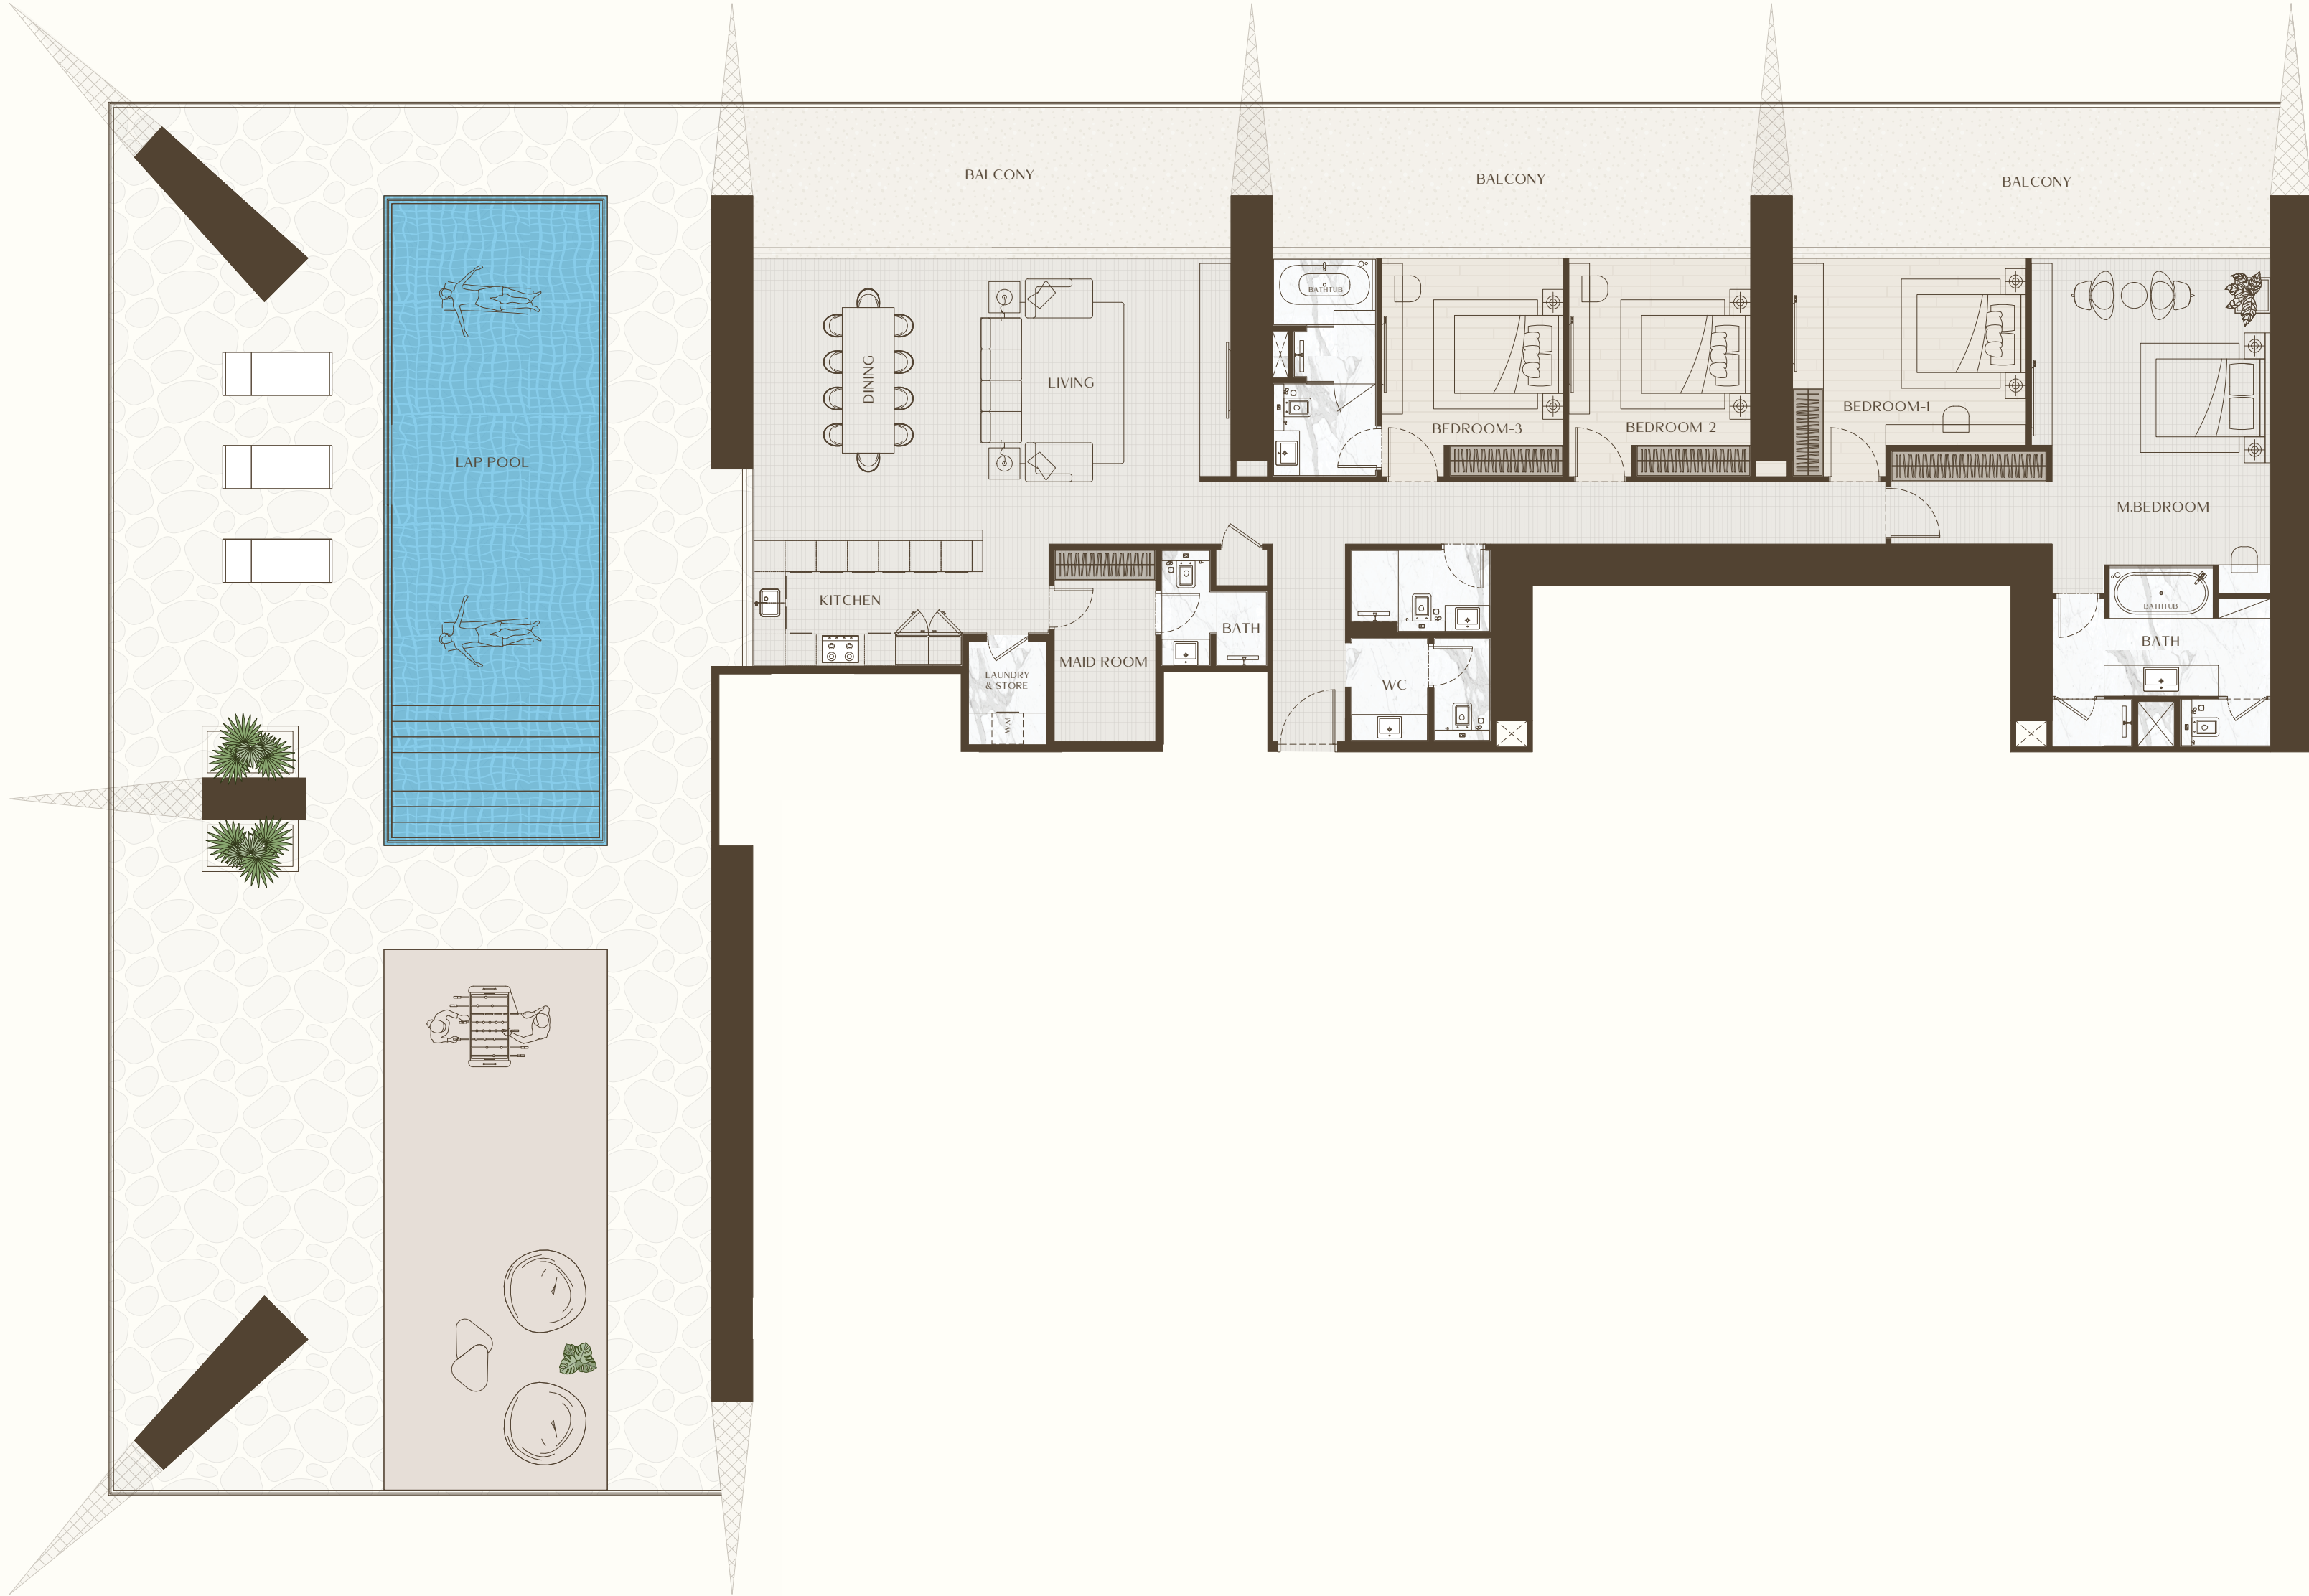 BALCONY
BALCONY
BALCONY
BATHTUB
DINING
LIVING
BEDROOM-3
BEDROOM-2
BEDROOM-1
LAP POOL
M.BEDROOM
KITCHEN
BATH
MAID ROOM
LAUNDRY
& STORE
WC
W.M
BATHTUB
BATH